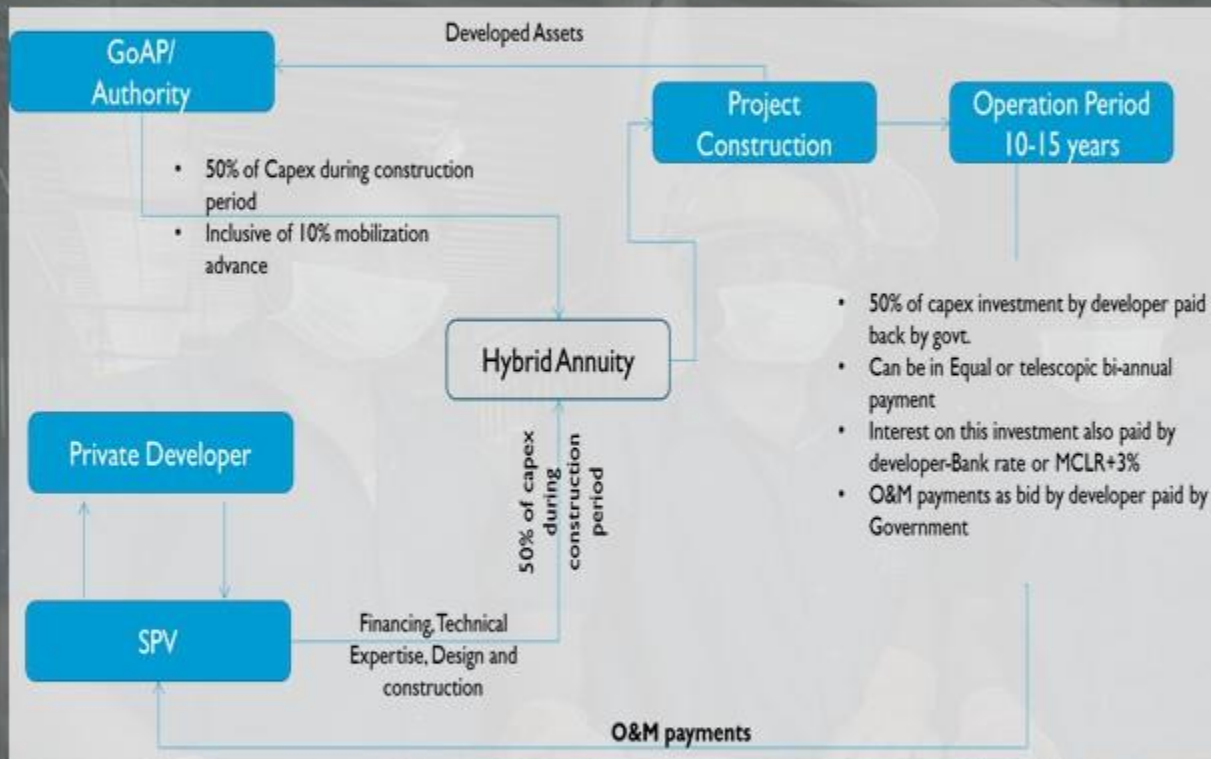 Developed Assets
GoAP/
Authority
Project
Construction
Operation Period
10-15 years
• 50% of Capex during construction
period
• Inclusive of 10% mobilization
advance
Hybrid Annuity
• 50% of capex investment by developer paid
back by govt.
• Can be in Equal or telescopic bi-annual
payment
• Interest on this investment also paid by
developer-Bank rate or MCLR+3%
• O&M payments as bid by developer paid by
Government
Private Developer
50% of capex
during
construction
period
SPV
Financing, Technical
Expertise, Design and
construction
O&M payments